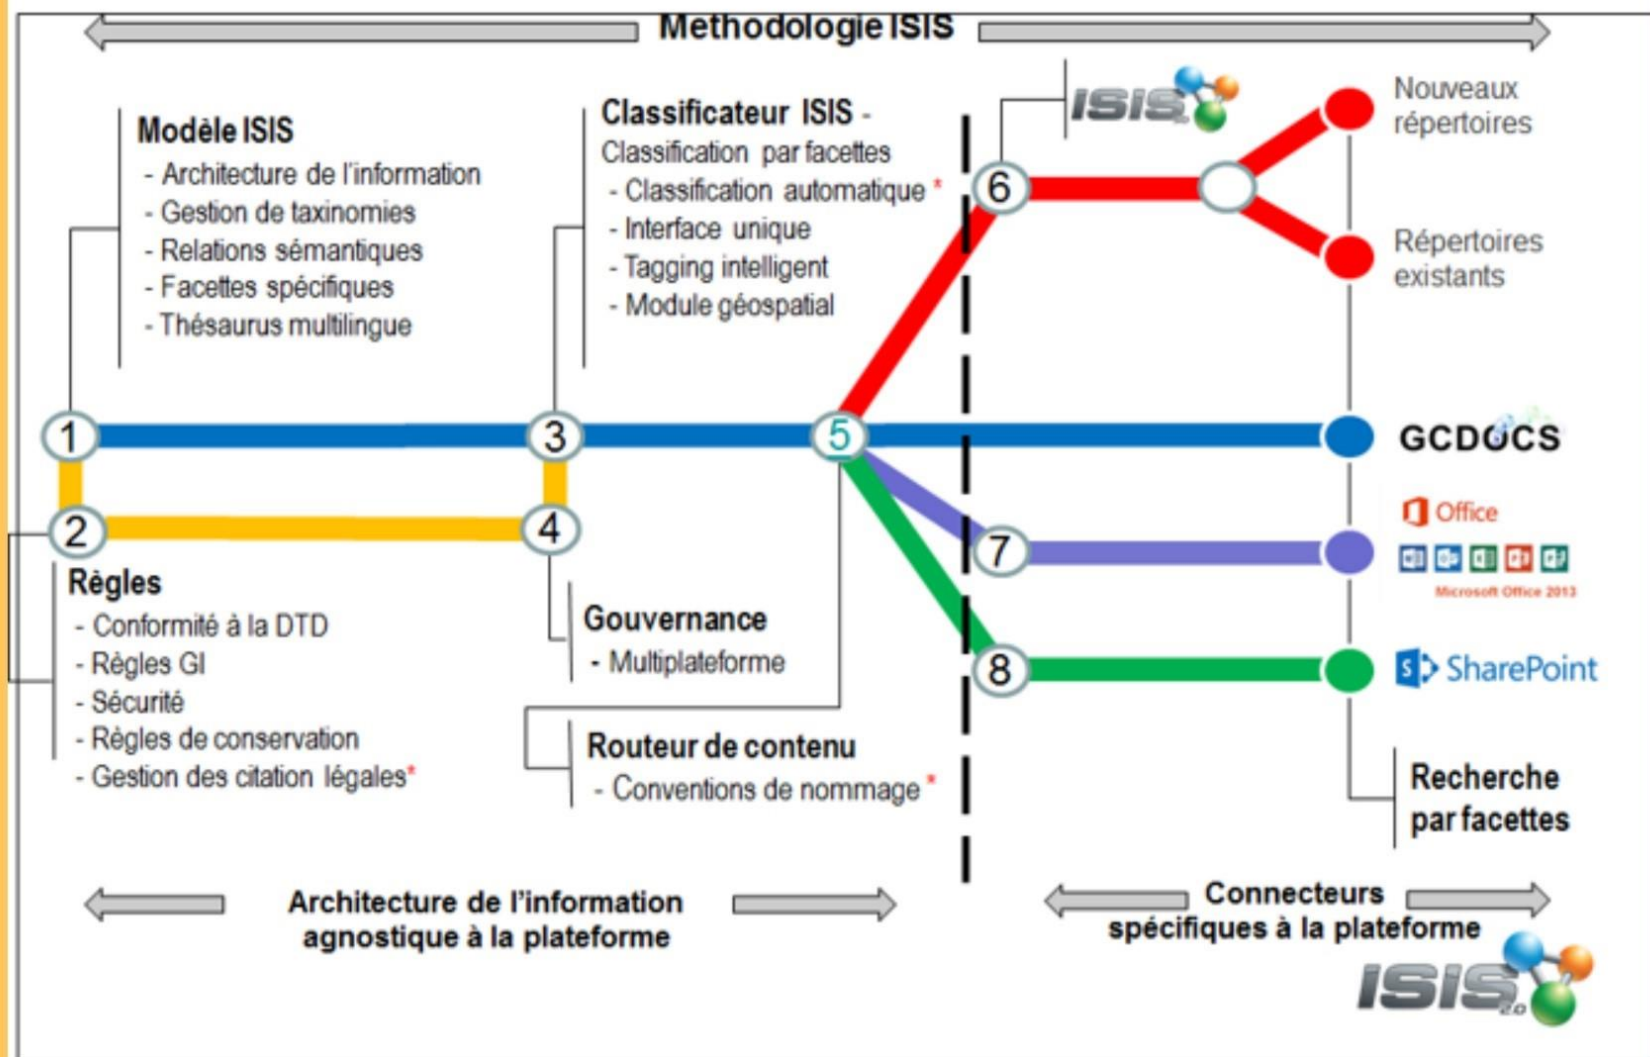 Methodologie ISIS
Modèle ISIS
- Architecture de l'information
- Gestion de taxinomies
- Relations sémantiques
- Facettes spécifiques
- Thésaurus multilingue
Classificateur ISIS -
Classification par facettes
- Classification automatique *
- Interface unique
- Tagging intelligent
- Module géospatial
ISIS
6
Nouveaux
répertoires
Répertoires
existants
1
3
5
GCDOCS
2
4
7
Office
Microsoft Office 2013
8
SharePoint
Règles
- Conformité à la DTD
- Règles GI
- Sécurité
- Règles de conservation
- Gestion des citation légales*
Gouvernance
- Multiplateforme
Routeur de contenu
- Conventions de nommage *
Recherche
par facettes
Architecture de l'information
agnostique à la plateforme
Connecteurs
spécifiques à la plateforme
ISIS 2.0